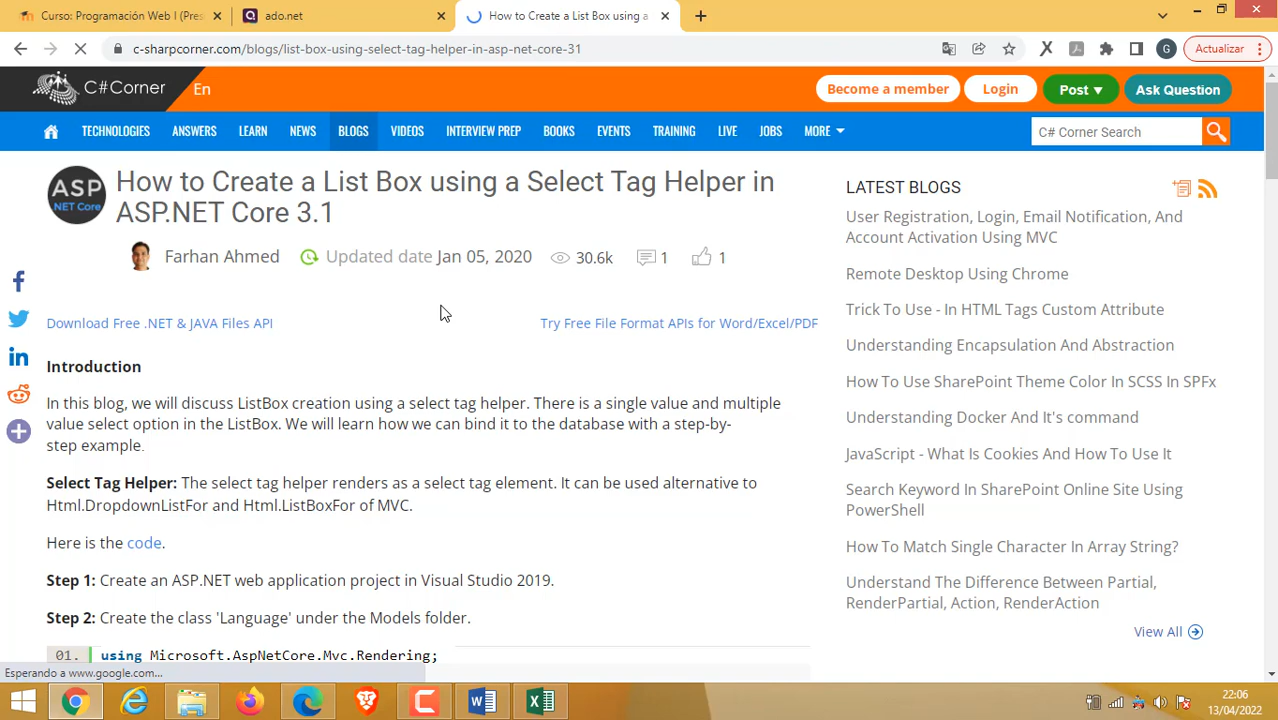 Curso: Programación Web I (Pres
ado.net
How to Create a List Box using a
c-sharpcorner.com/blogs/list-box-using-select-tag-helper-in-asp-net-core-31
G
Actualizar
C#Corner
En
Become a member
Login
Post
Ask Question
TECHNOLOGIES
ANSWERS
LEARN
NEWS
BLOGS
VIDEOS
INTERVIEW PREP
BOOKS
EVENTS
TRAINING
LIVE
JOBS
MORE
C# Corner Search
ASP
.NET Core
How to Create a List Box using a Select Tag Helper in
ASP.NET Core 3.1
Farhan Ahmed
Updated date Jan 05, 2020
30.6k
1
1
Download Free .NET & JAVA Files API
Try Free File Format APIs for Word/Excel/PDF
Introduction
In this blog, we will discuss ListBox creation using a select tag helper. There is a single value and multiple
value select option in the ListBox. We will learn how we can bind it to the database with a step-by-
step example.
Select Tag Helper: The select tag helper renders as a select tag element. It can be used alternative to
Html.DropdownListFor and Html.ListBoxFor of MVC.
Here is the code.
Step 1: Create an ASP.NET web application project in Visual Studio 2019.
Step 2: Create the class 'Language' under the Models folder.
01. using Microsoft.AspNetCore.Mvc.Rendering;
LATEST BLOGS
User Registration, Login, Email Notification, And
Account Activation Using MVC
Remote Desktop Using Chrome
Trick To Use - In HTML Tags Custom Attribute
Understanding Encapsulation And Abstraction
How To Use SharePoint Theme Color In SCSS In SPFx
Understanding Docker And It's command
JavaScript - What Is Cookies And How To Use It
Search Keyword In SharePoint Online Site Using
PowerShell
How To Match Single Character In Array String?
Understand The Difference Between Partial,
RenderPartial, Action, RenderAction
View All
Esperando a www.google.com...
22:06
13/04/2022